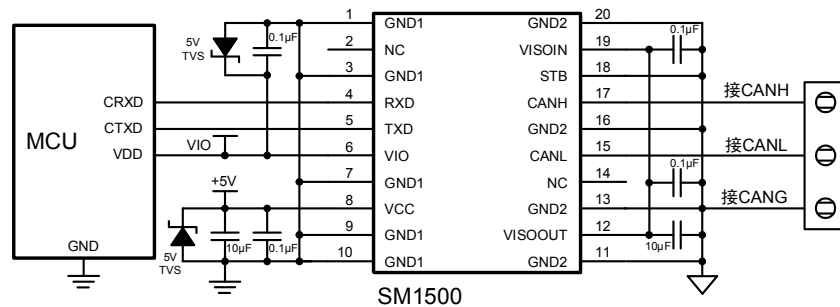 MCU
CRXD
CTXD
VDD
GND
VIO
5V
TVS
0.1μF
+5V
5V
TVS
10μF
0.1μF
1 GND1
2 NC
3 GND1
4 RXD
5 TXD
6 VIO
7 GND1
8 VCC
9 GND1
10 GND1
GND2 20
VISOIN 19
STB 18
CANH 17
GND2 16
CANL 15
NC 14
GND2 13
VISOOUT 12
GND2 11
SM1500
0.1μF
接CANH
接CANL
0.1μF
接CANG
10μF